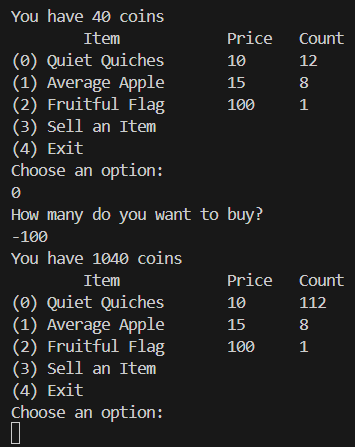 You have 40 coins
Item Price Count
(0) Quiet Quiches 10 12
(1) Average Apple 15 8
(2) Fruitful Flag 100 1
(3) Sell an Item
(4) Exit
Choose an option:
0
How many do you want to buy?
-100
You have 1040 coins
Item Price Count
(0) Quiet Quiches 10 112
(1) Average Apple 15 8
(2) Fruitful Flag 100 1
(3) Sell an Item
(4) Exit
Choose an option: